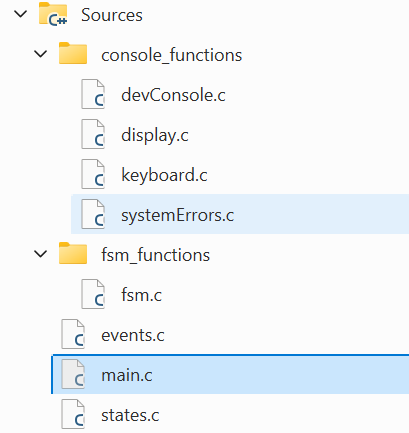 Sources
console_functions
devConsole.c
display.c
keyboard.c
systemErrors.c
fsm_functions
fsm.c
events.c
main.c
states.c